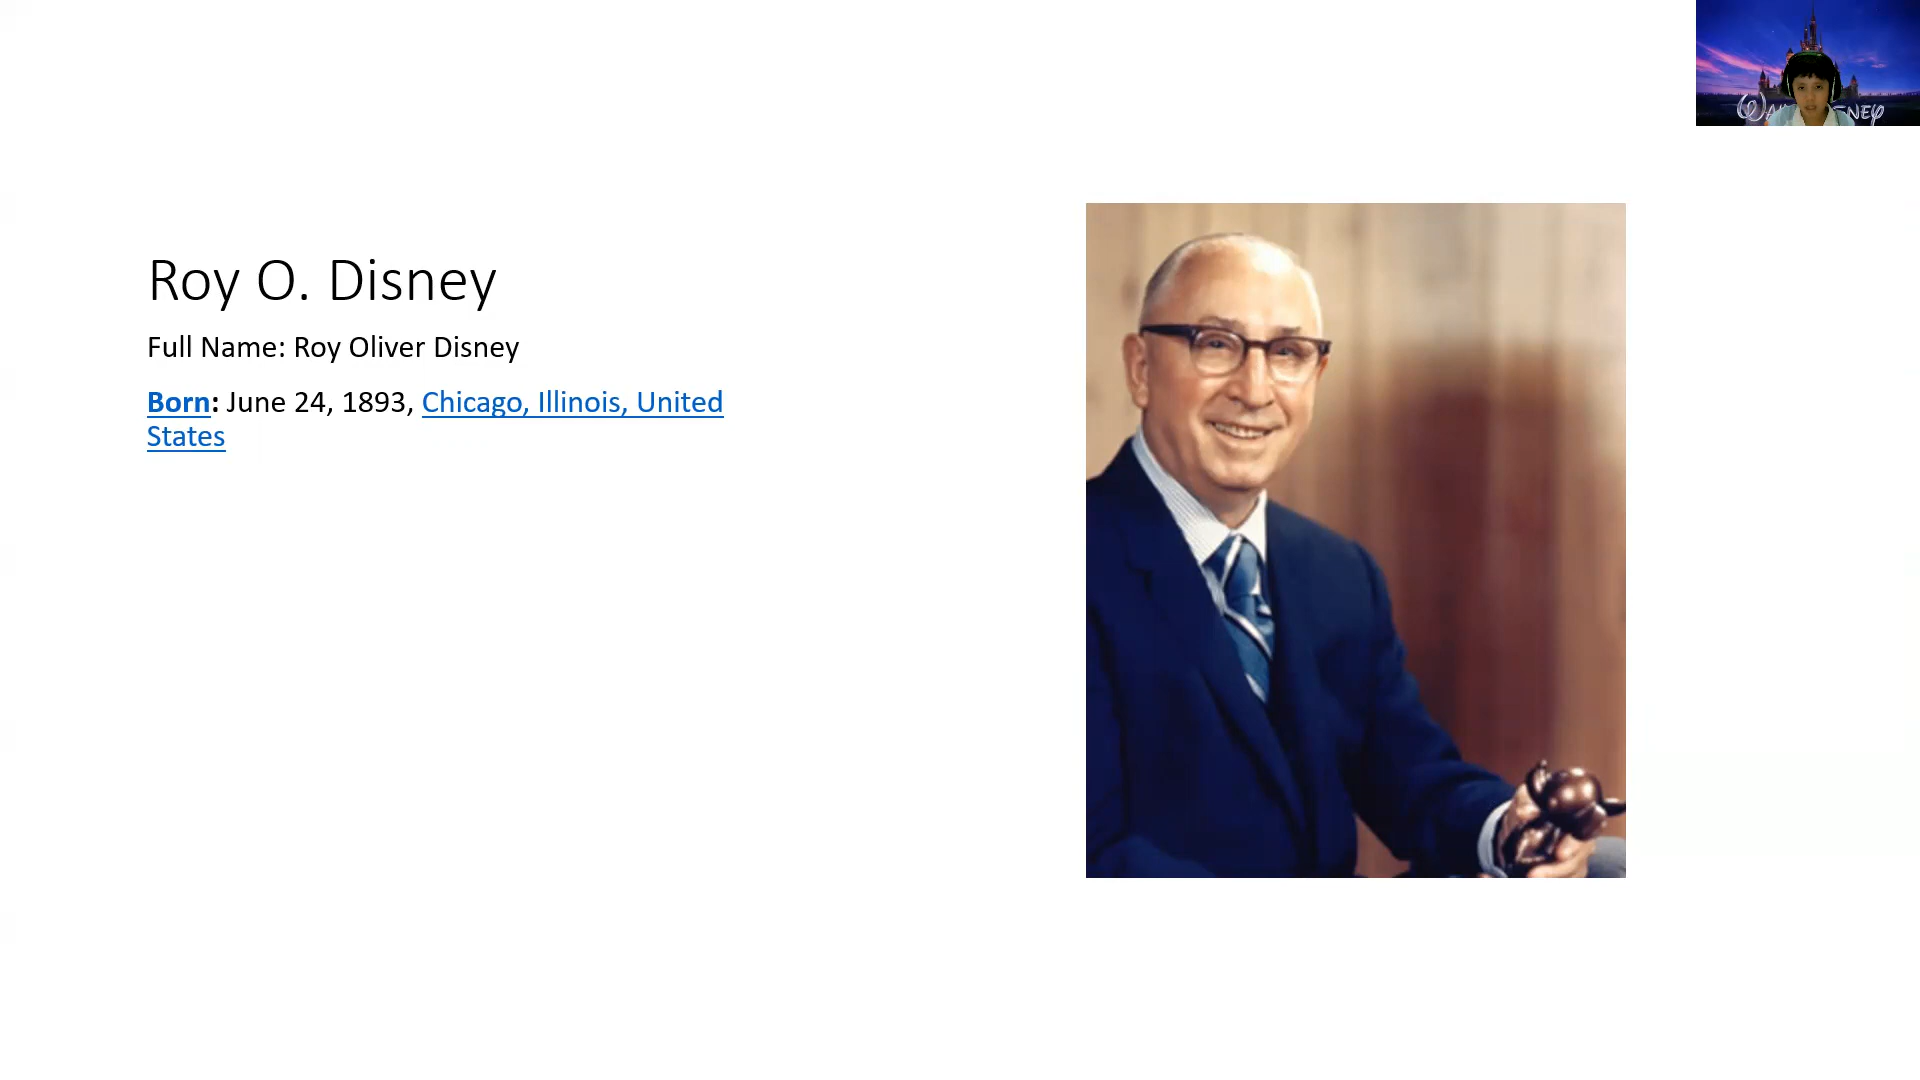 Roy O. Disney
Full Name: Roy Oliver Disney
Born: June 24, 1893, Chicago, Illinois, United
States